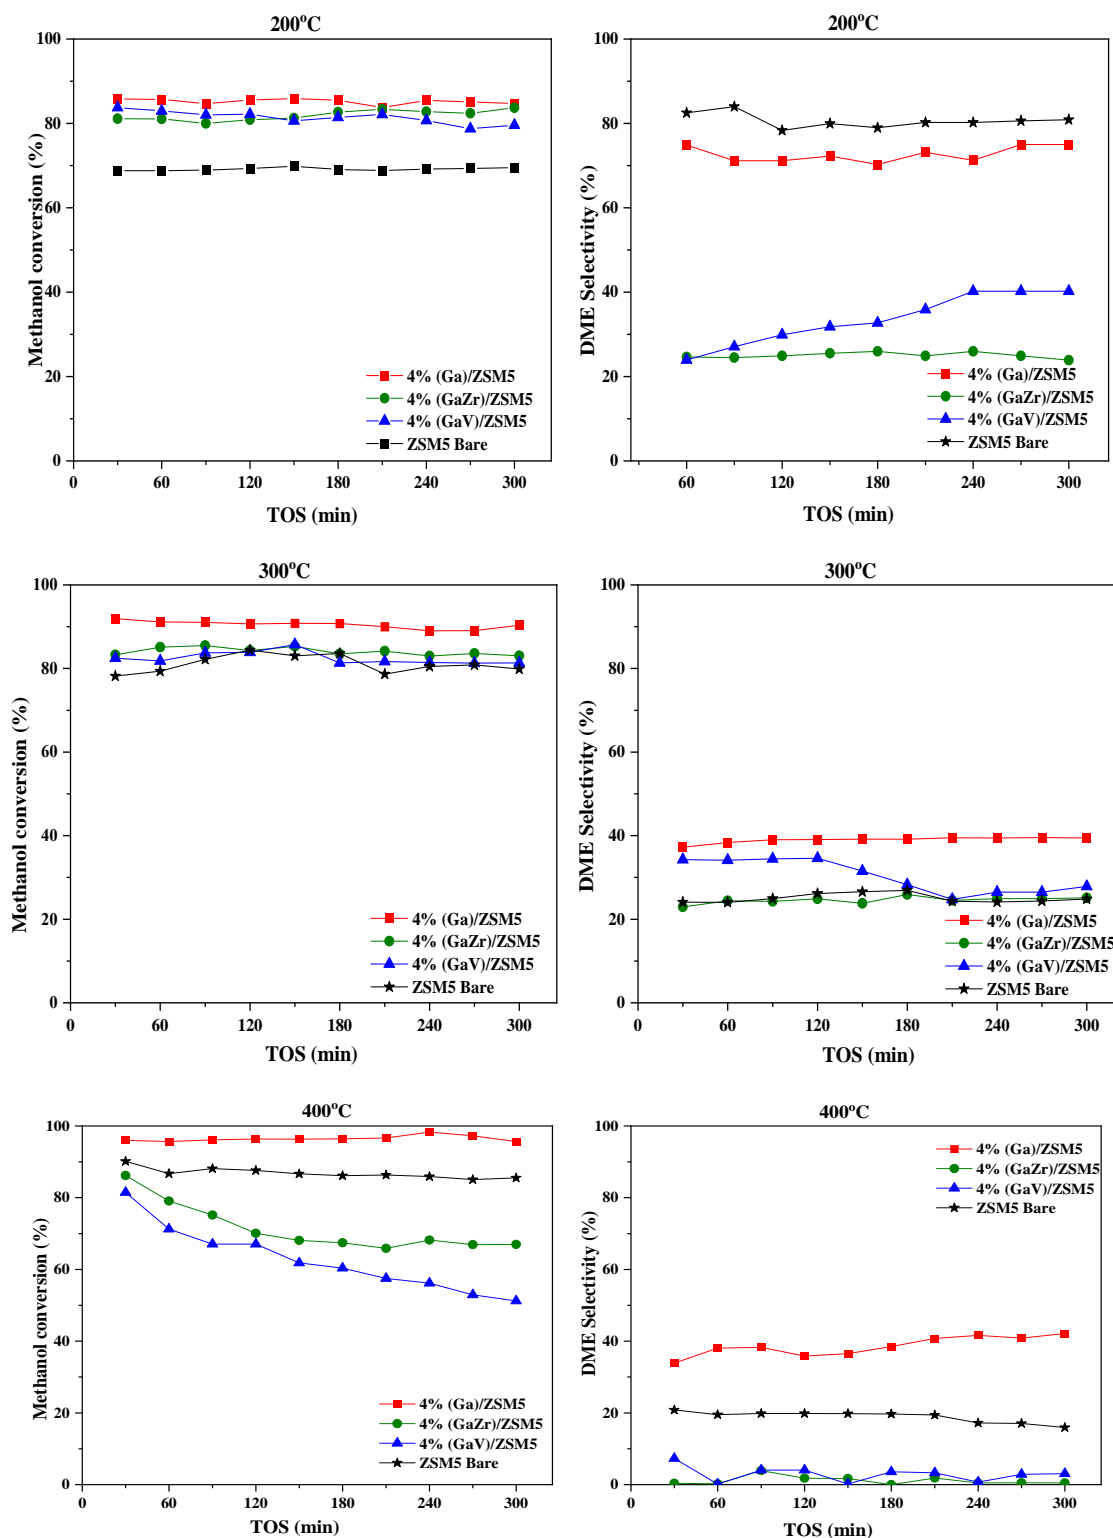 200°C
Methanol conversion (%)
100
80
60
40
20
0
4% (Ga)/ZSM5
4% (GaZr)/ZSM5
4% (GaV)/ZSM5
ZSM5 Bare
0 60 120 180 240 300
TOS (min)
200°C
DME Selectivity (%)
100
80
60
40
20
0
4% (Ga)/ZSM5
4% (GaZr)/ZSM5
4% (GaV)/ZSM5
ZSM5 Bare
60 120 180 240 300
TOS (min)
300°C
Methanol conversion (%)
100
80
60
40
20
0
4% (Ga)/ZSM5
4% (GaZr)/ZSM5
4% (GaV)/ZSM5
ZSM5 Bare
0 60 120 180 240 300
TOS (min)
300°C
DME Selectivity (%)
100
80
60
40
20
0
4% (Ga)/ZSM5
4% (GaZr)/ZSM5
4% (GaV)/ZSM5
ZSM5 Bare
0 60 120 180 240 300
TOS (min)
400°C
Methanol conversion (%)
100
80
60
40
20
0
4% (Ga)/ZSM5
4% (GaZr)/ZSM5
4% (GaV)/ZSM5
ZSM5 Bare
0 60 120 180 240 300
TOS (min)
400°C
DME Selectivity (%)
100
80
60
40
20
0
4% (Ga)/ZSM5
4% (GaZr)/ZSM5
4% (GaV)/ZSM5
ZSM5 Bare
0 60 120 180 240 300
TOS (min)